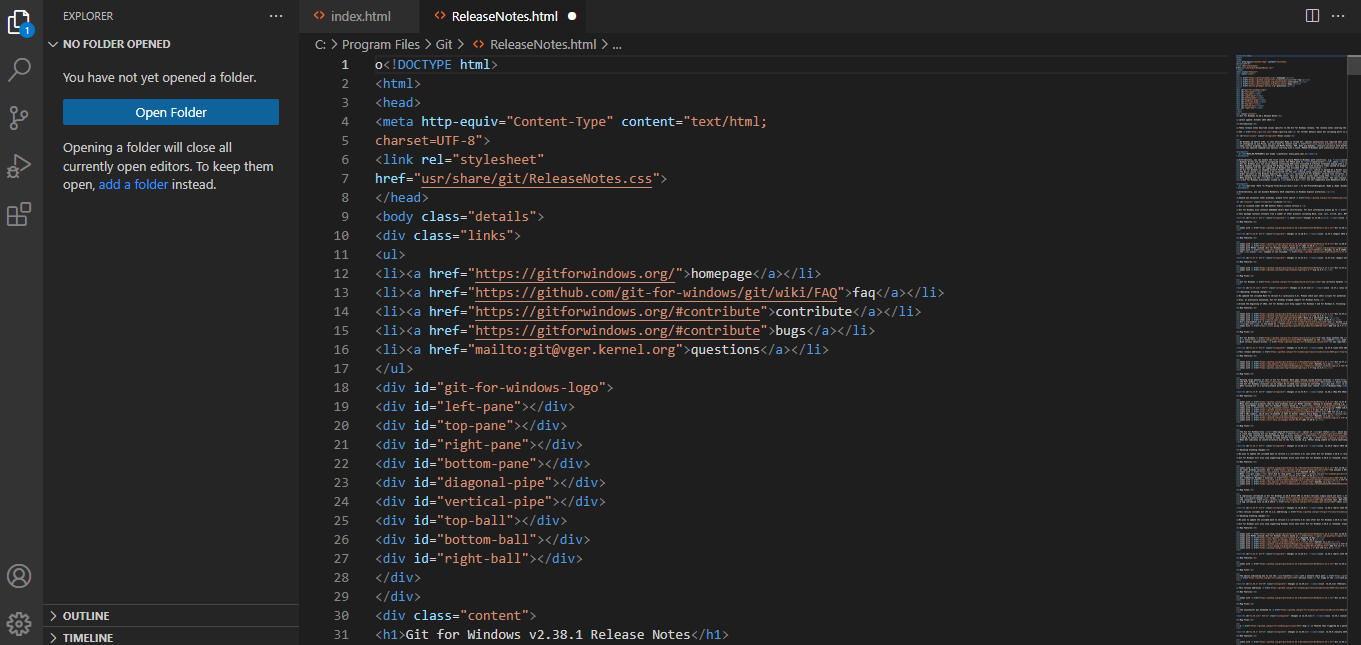 EXPLORER
NO FOLDER OPENED
You have not yet opened a folder.
Open Folder
Opening a folder will close all
currently open editors. To keep them
open, add a folder instead.
OUTLINE
TIMELINE
1
index.html
ReleaseNotes.html
C: > Program Files > Git > ReleaseNotes.html > ...
1 o<!DOCTYPE html>
2 <html>
3 <head>
4 <meta http-equiv="Content-Type" content="text/html;
5 charset=UTF-8">
6 <link rel="stylesheet"
7 href="usr/share/git/ReleaseNotes.css">
8 </head>
9 <body class="details">
10 <div class="links">
11 <ul>
12 <li><a href="https://gitforwindows.org/">homepage</a></li>
13 <li><a href="https://github.com/git-for-windows/git/wiki/FAQ">faq</a></li>
14 <li><a href="https://gitforwindows.org/#contribute">contribute</a></li>
15 <li><a href="https://gitforwindows.org/#contribute">bugs</a></li>
16 <li><a href="mailto:git@vger.kernel.org">questions</a></li>
17 </ul>
18 <div id="git-for-windows-logo">
19 <div id="left-pane"></div>
20 <div id="top-pane"></div>
21 <div id="right-pane"></div>
22 <div id="bottom-pane"></div>
23 <div id="diagonal-pipe"></div>
24 <div id="vertical-pipe"></div>
25 <div id="top-ball"></div>
26 <div id="bottom-ball"></div>
27 <div id="right-ball"></div>
28 </div>
29 </div>
30 <div class="content">
31 <h1>Git for Windows v2.38.1 Release Notes</h1>